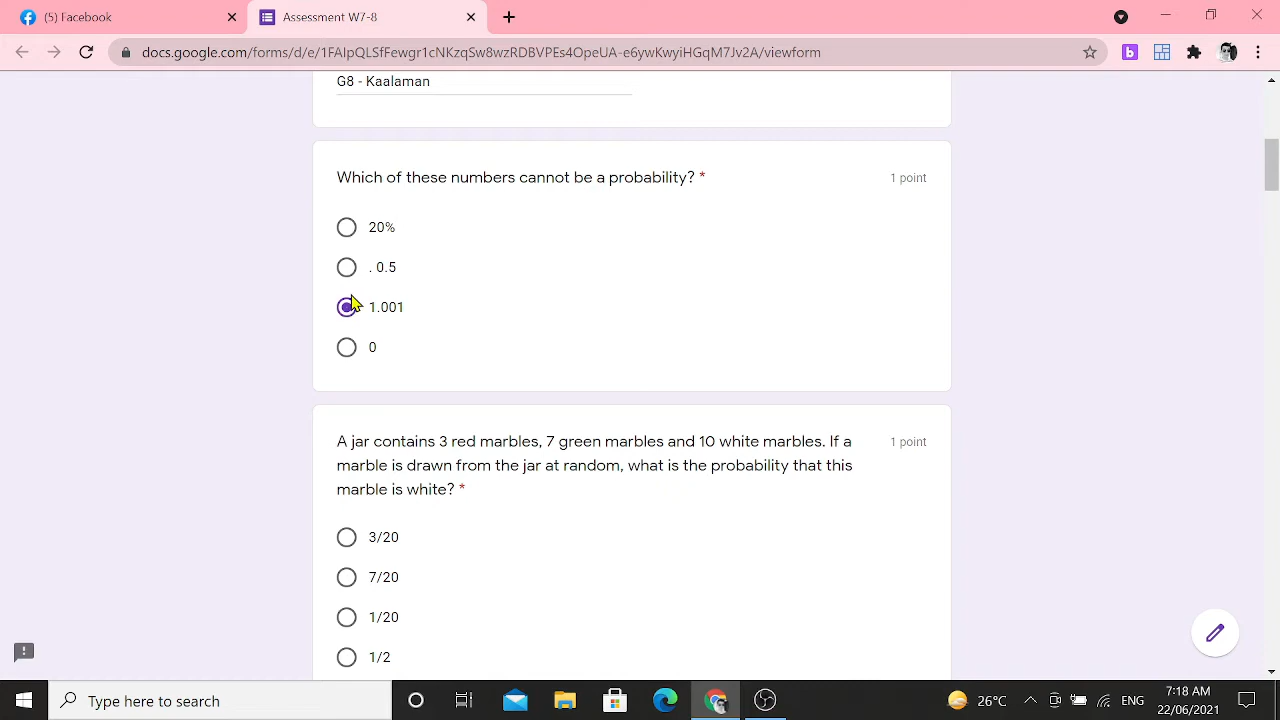 (5) Facebook
Assessment W7-8
docs.google.com/forms/d/e/1FAIpQLSfFewgr1cNKzqSw8wzRDBVPEs4OpeUA-e6ywKwyiHGqM7Jv2A/viewform
G8 - Kaalaman
Which of these numbers cannot be a probability? *
1 point
20%
. 0.5
1.001
0
A jar contains 3 red marbles, 7 green marbles and 10 white marbles. If a
1 point
marble is drawn from the jar at random, what is the probability that this
marble is white? *
3/20
7/20
1/20
1/2
Type here to search
26°C
ENG
7:18 AM
22/06/2021